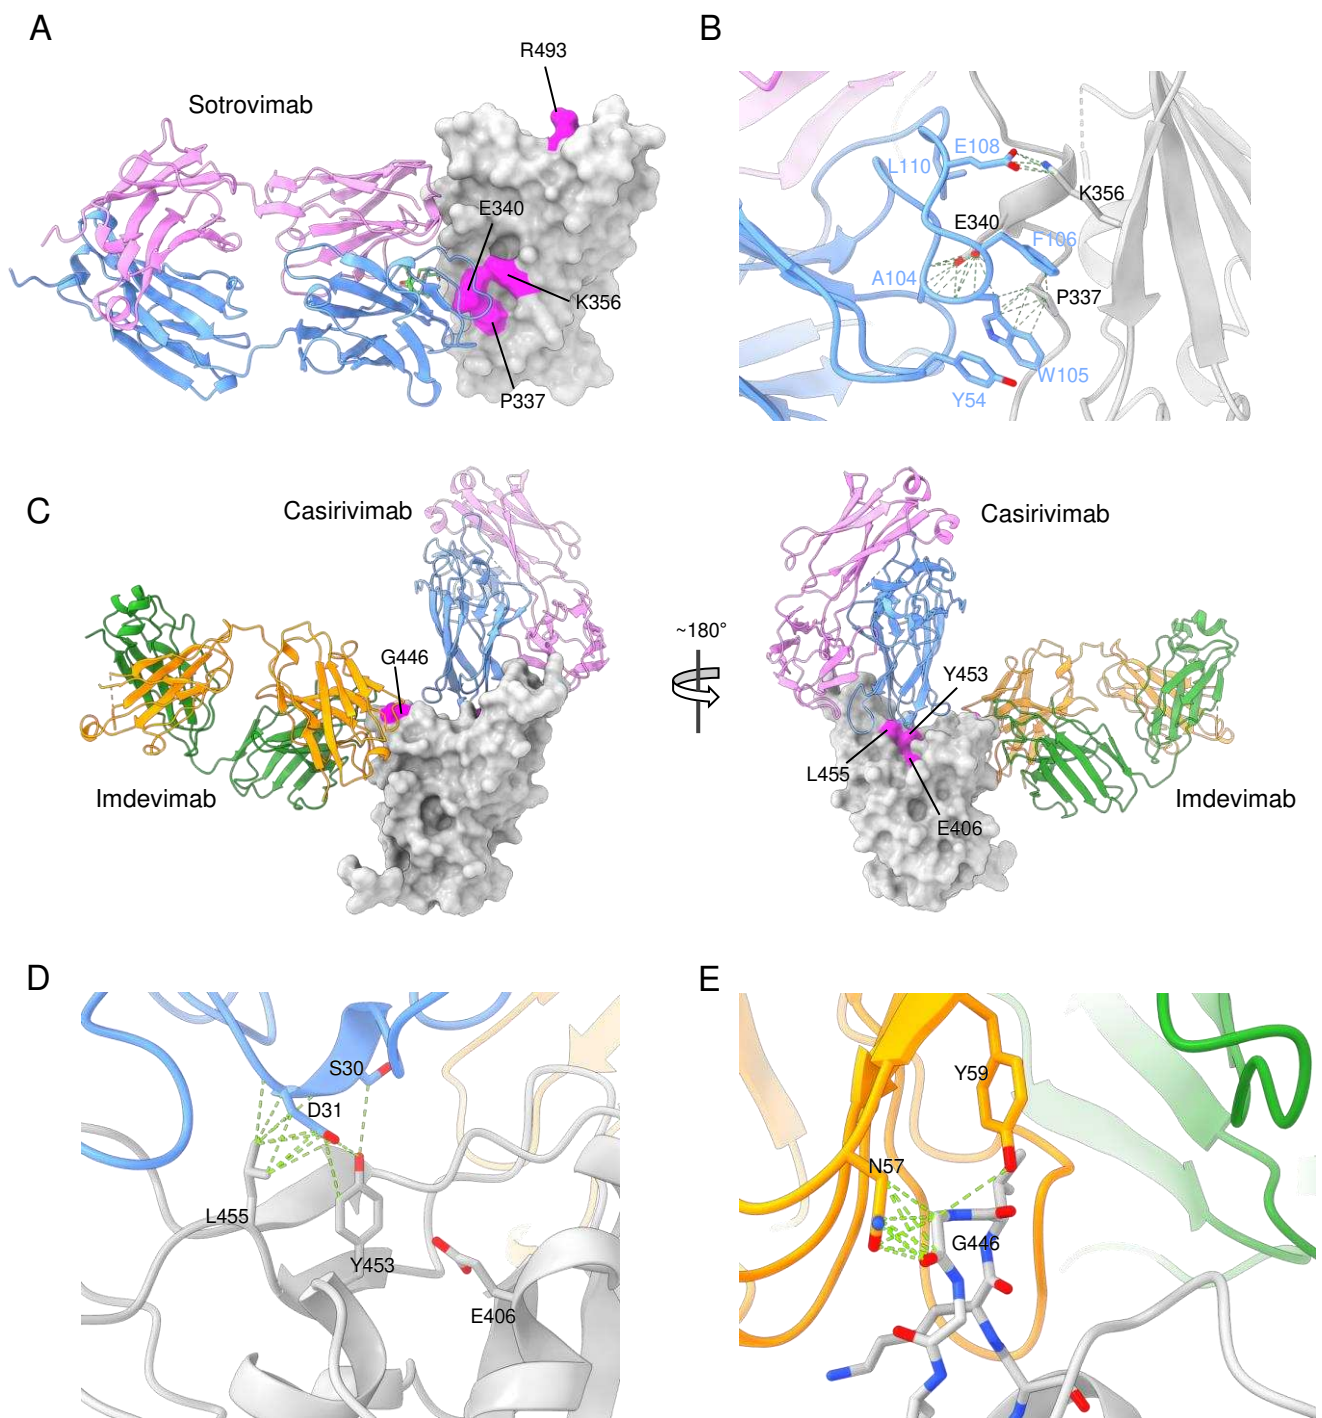 A
R493
Sotrovimab
E340
K356
P337
B
E108
L110
K356
E340
F106
A104
P337
W105
Y54
C
Casirivimab
G446
Imdevimab
~180°
Casirivimab
Y453
L455
E406
Imdevimab
D
S30
D31
L455
Y453
E406
E
Y59
N57
G446